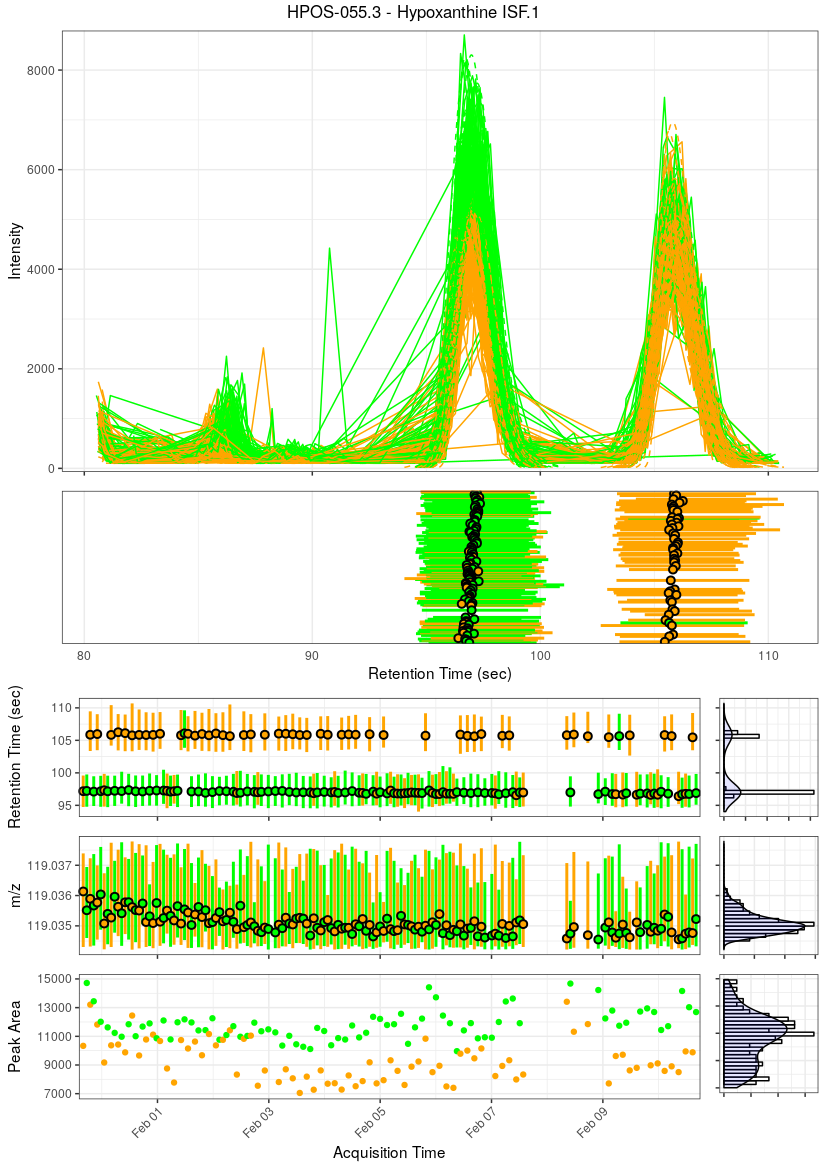 HPOS-055.3 - Hypoxanthine ISF.1
8000
6000
4000
2000
0
Intensity
80
90
100
110
Retention Time (sec)
110
105
100
95
Retention Time (sec)
119.037
119.036
119.035
m/z
15000
13000
11000
9000
7000
Peak Area
Feb 01
Feb 03
Feb 05
Feb 07
Feb 09
Acquisition Time